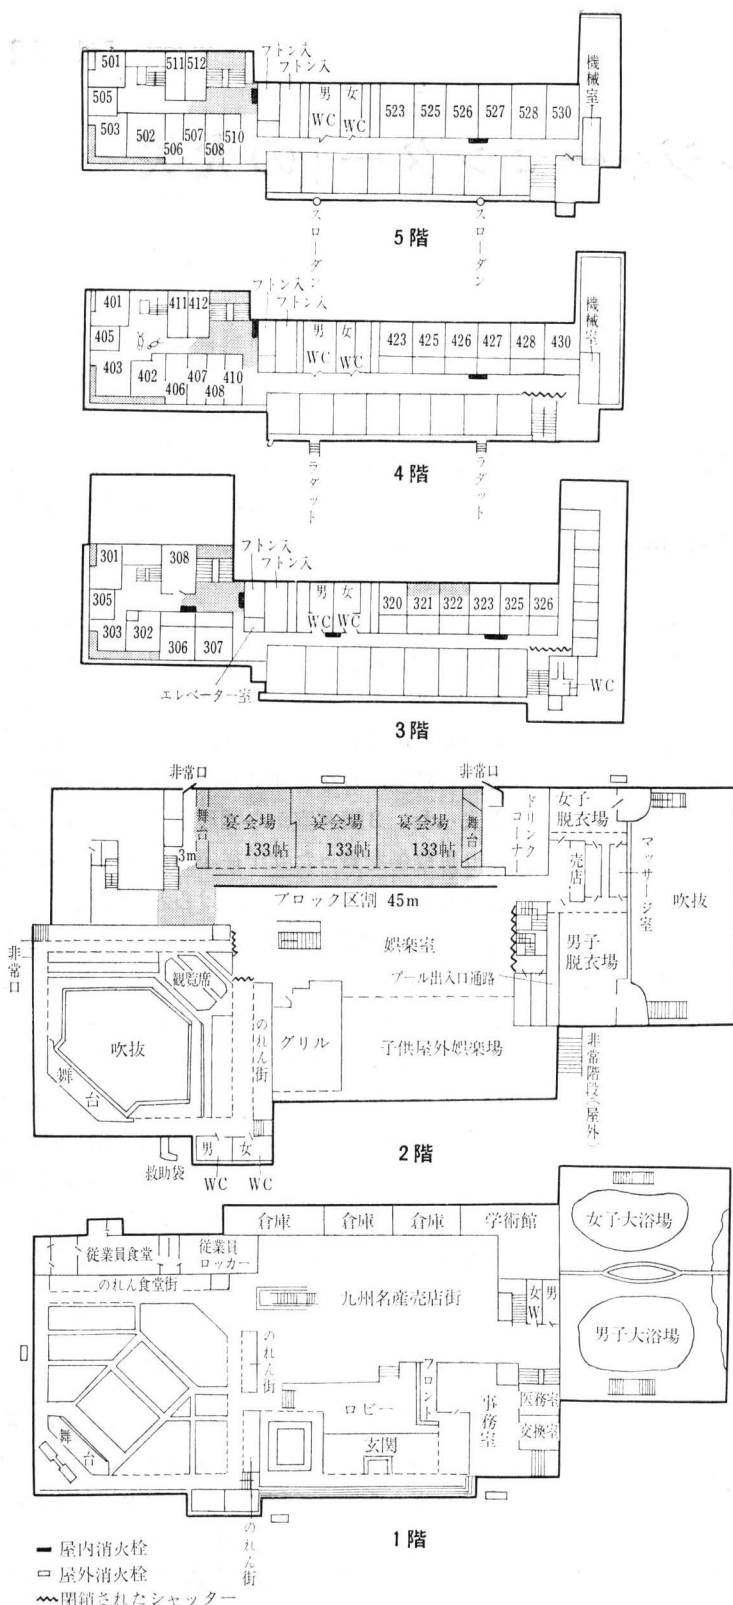 フトン入
フトン入
機械室
501
511
512
505
503
502
506
507
508
510
男
WC
女
WC
523
525
526
527
528
530
スローダン
スローダン
5階
フトン入
フトン入
機械室
401
411
412
405
403
402
406
407
408
410
男
WC
女
WC
423
425
426
427
428
430
ラダット
ラダット
4階
フトン入
フトン入
301
308
305
303
302
306
307
男
WC
女
WC
320
321
322
323
325
326
エレベーター室
WC
3階
非常口
非常口
舞台
宴会場
133帖
宴会場
133帖
宴会場
133帖
舞台
ドリンクコーナー
女子
脱衣場
3m
売店
マッサージ室
吹抜
ブロック区割 45m
娯楽室
男子
脱衣場
プール出入口通路
非常口
観覧席
吹抜
舞台
のれん街
グリル
子供屋外娯楽場
非常階段(屋外)
男
女
WC
WC
救助袋
2階
倉庫
倉庫
倉庫
学術館
女子大浴場
従業員食堂
従業員
ロッカー
のれん食堂街
九州名産売店街
女
男
W
男子大浴場
のれん街
フロント
ロビー
事務室
医務室
交換室
玄関
舞台
のれん街
1階
屋内消火栓
屋外消火栓
閉鎖されたシャッター